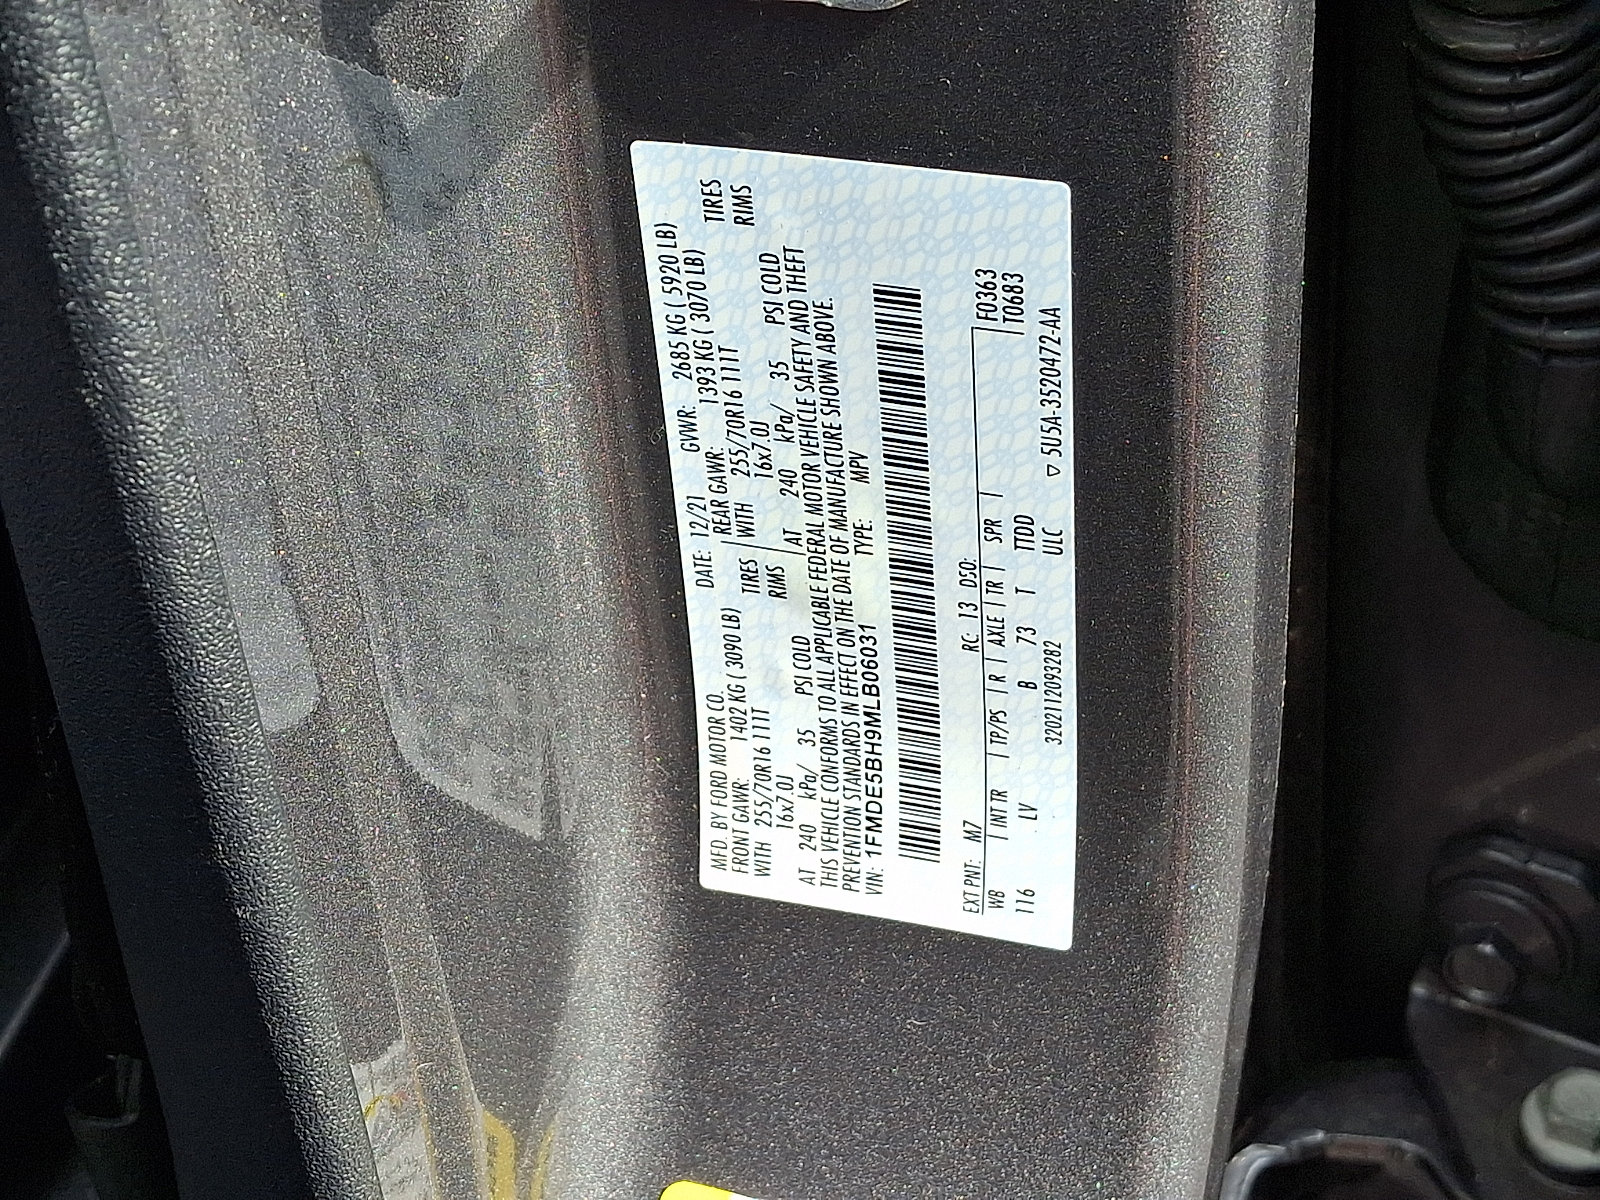 MFD. BY FORD MOTOR CO. DATE: 12/21 GVWR: 2685 KG ( 5920 LB)
FRONT GAWR: 1402 KG ( 3090 LB) REAR GAWR: 1393 KG ( 3070 LB)
WITH 255/70R16 111T TIRES WITH 255/70R16 111T TIRES
16x7.0J RIMS 16x7.0J RIMS
AT 240 kPa/ 35 PSI COLD AT 240 kPa/ 35 PSI COLD
THIS VEHICLE CONFORMS TO ALL APPLICABLE FEDERAL MOTOR VEHICLE SAFETY AND THEFT
PREVENTION STANDARDS IN EFFECT ON THE DATE OF MANUFACTURE SHOWN ABOVE.
VIN: 1FMDE5BH9MLB06031 TYPE: MPV
EXT PNT: M7 RC: 13 DSO: F0363
WB | INT TR | TP/PS | R | AXLE | TR | SPR | T0683
116 LV B 73 T TTDD
3202112093282 ULC ▽ 5U5A-3520472-AA